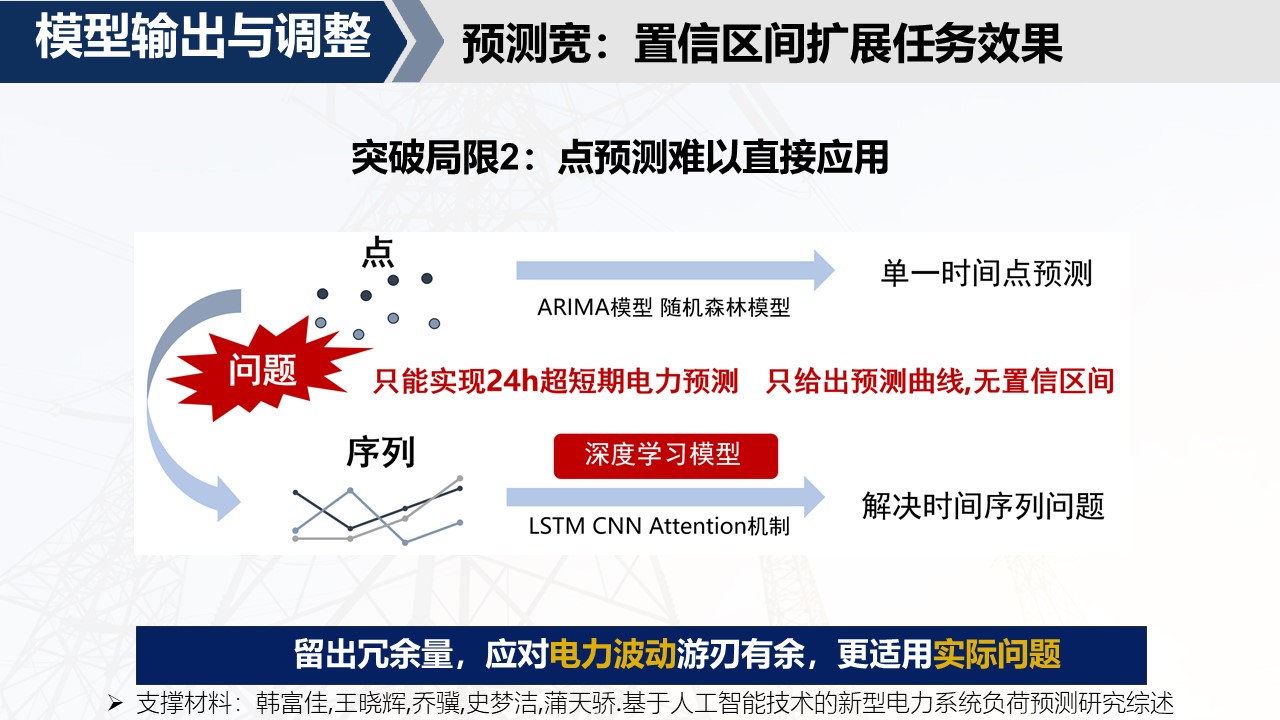 模型输出与调整
预测宽：置信区间扩展任务效果
突破局限2：点预测难以直接应用
点
单一时间点预测
ARIMA模型 随机森林模型
问题
只能实现24h超短期电力预测 只给出预测曲线,无置信区间
序列
深度学习模型
LSTM CNN Attention机制
解决时间序列问题
留出冗余量，应对电力波动游刃有余，更适用实际问题
➢ 支撑材料：韩富佳,王晓辉,乔骥,史梦洁,蒲天骄.基于人工智能技术的新型电力系统负荷预测研究综述